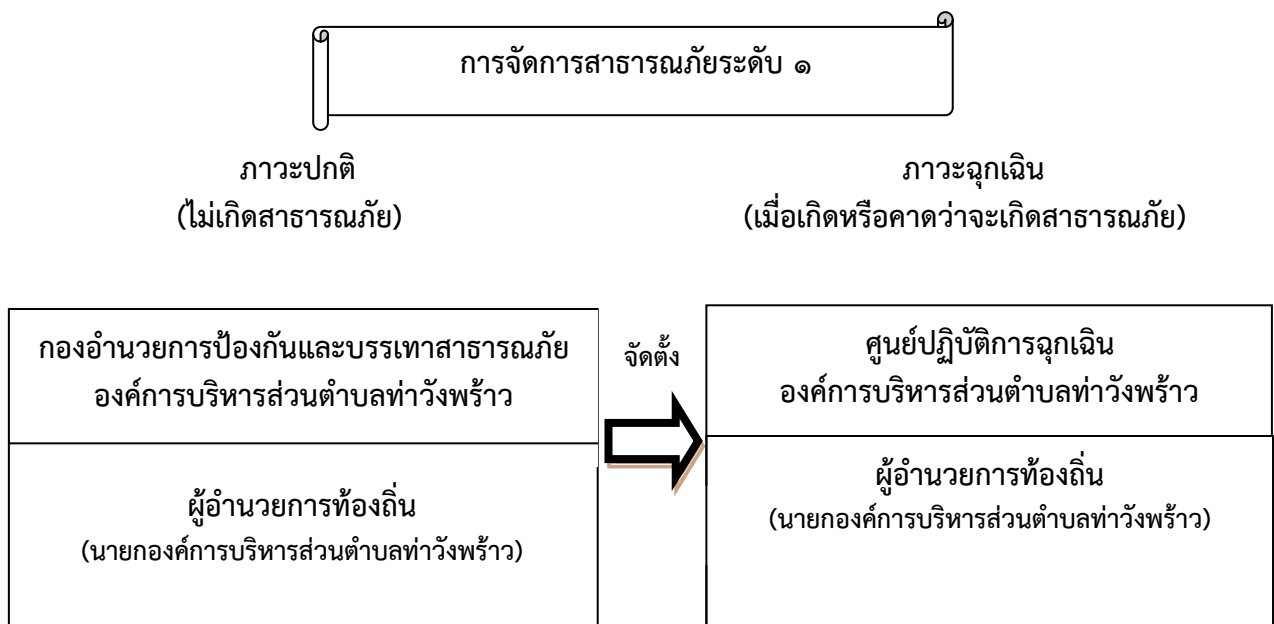 การจัดการสาธารณภัยระดับ ๑
ภาวะปกติ
(ไม่เกิดสาธารณภัย)
ภาวะฉุกเฉิน
(เมื่อเกิดหรือคาดว่าจะเกิดสาธารณภัย)
กองอำนวยการป้องกันและบรรเทาสาธารณภัย
องค์การบริหารส่วนตำบลท่าวังพร้าว
ผู้อำนวยการท้องถิ่น
(นายกองค์การบริหารส่วนตำบลท่าวังพร้าว)
จัดตั้ง
ศูนย์ปฏิบัติการฉุกเฉิน
องค์การบริหารส่วนตำบลท่าวังพร้าว
ผู้อำนวยการท้องถิ่น
(นายกองค์การบริหารส่วนตำบลท่าวังพร้าว)